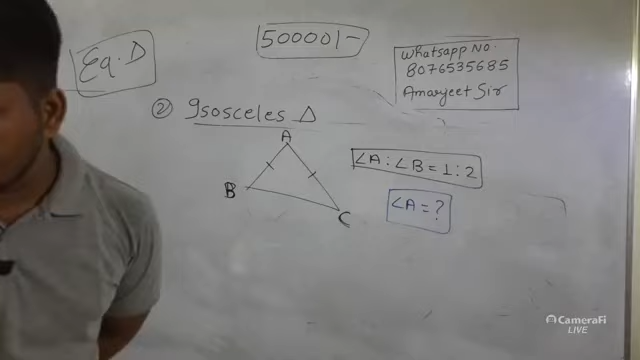 Eq. D
500001-
Whatsapp No.
8076535685
Amarjeet Sir
② Isosceles Δ
A
B
C
∠A : ∠B = 1 : 2
∠A = ?
CameraFi
LIVE